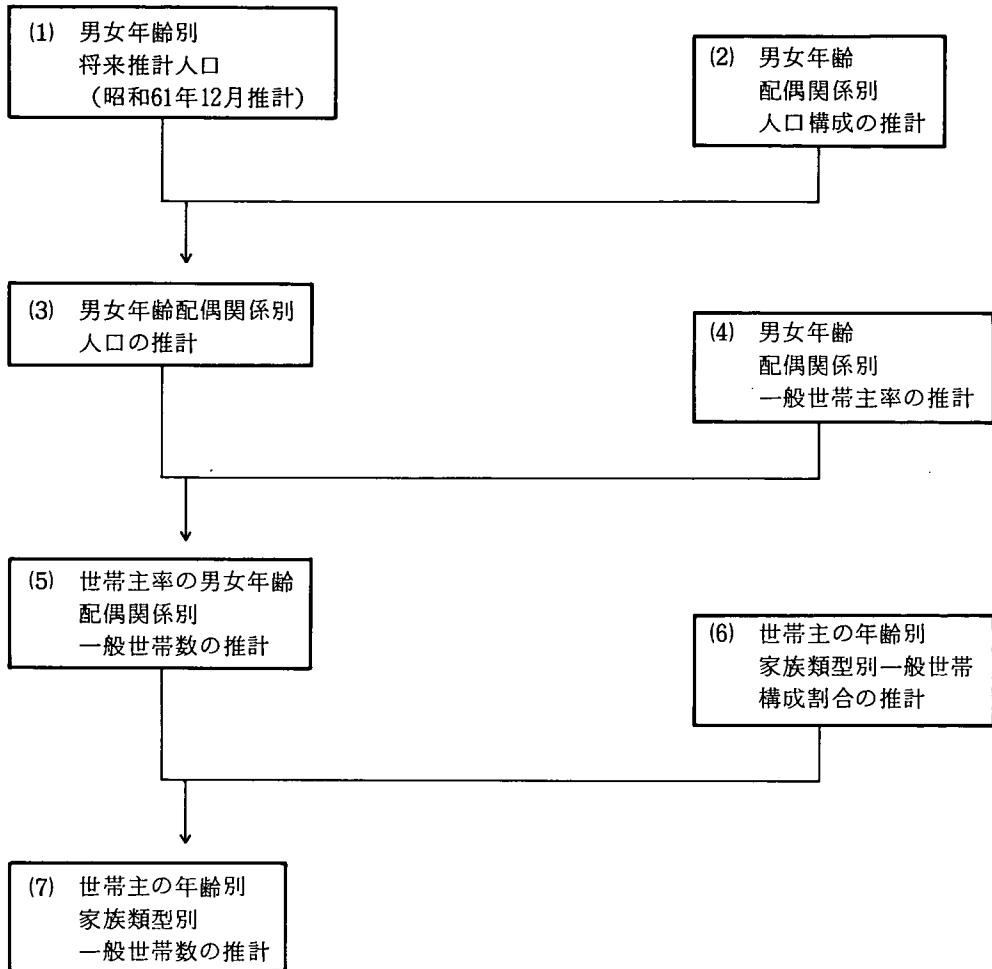 (1) 男女年齢別
将来推計人口
(昭和61年12月推計)
(2) 男女年齢
配偶関係別
人口構成の推計
(3) 男女年齢配偶関係別
人口の推計
(4) 男女年齢
配偶関係別
一般世帯主率の推計
(5) 世帯主率の男女年齢
配偶関係別
一般世帯数の推計
(6) 世帯主の年齢別
家族類型別一般世帯
構成割合の推計
(7) 世帯主の年齢別
家族類型別
一般世帯数の推計